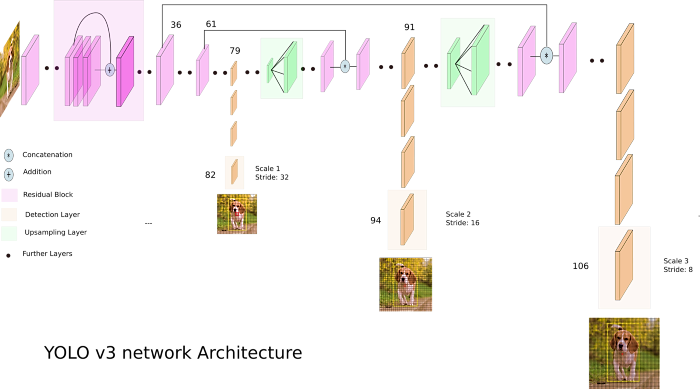 36
61
79
91
82
Scale 1
Stride: 32
94
Scale 2
Stride: 16
106
Scale 3
Stride: 8
* Concatenation
+ Addition
Residual Block
Detection Layer
Upsampling Layer
Further Layers
YOLO v3 network Architecture